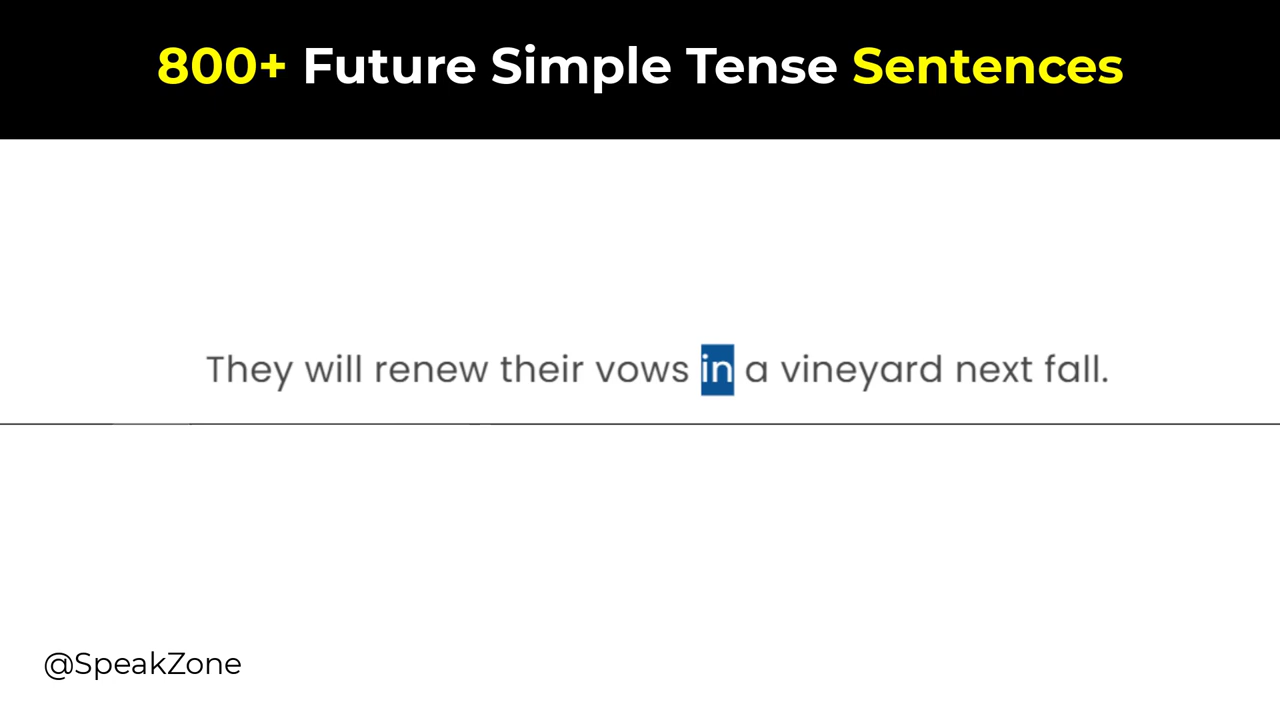 800+ Future Simple Tense Sentences
They will renew their vows in a vineyard next fall.
@SpeakZone